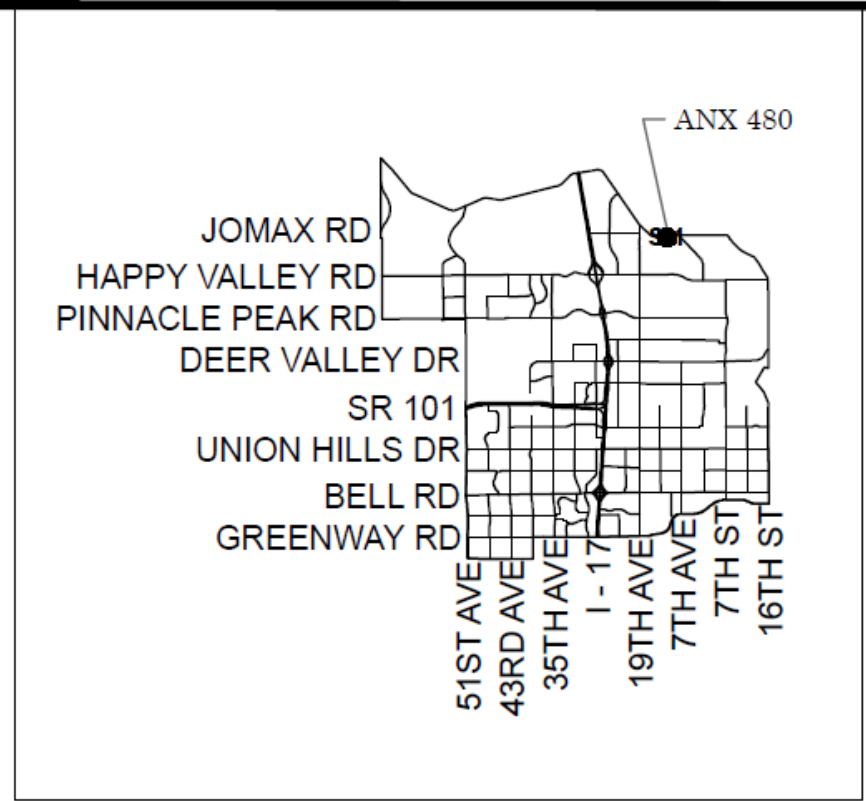 ANX 480
JOMAX RD
HAPPY VALLEY RD
PINNACLE PEAK RD
DEER VALLEY DR
SR 101
UNION HILLS DR
BELL RD
GREENWAY RD
51ST AVE
43RD AVE
35TH AVE
I - 17
19TH AVE
7TH AVE
7TH ST
16TH ST